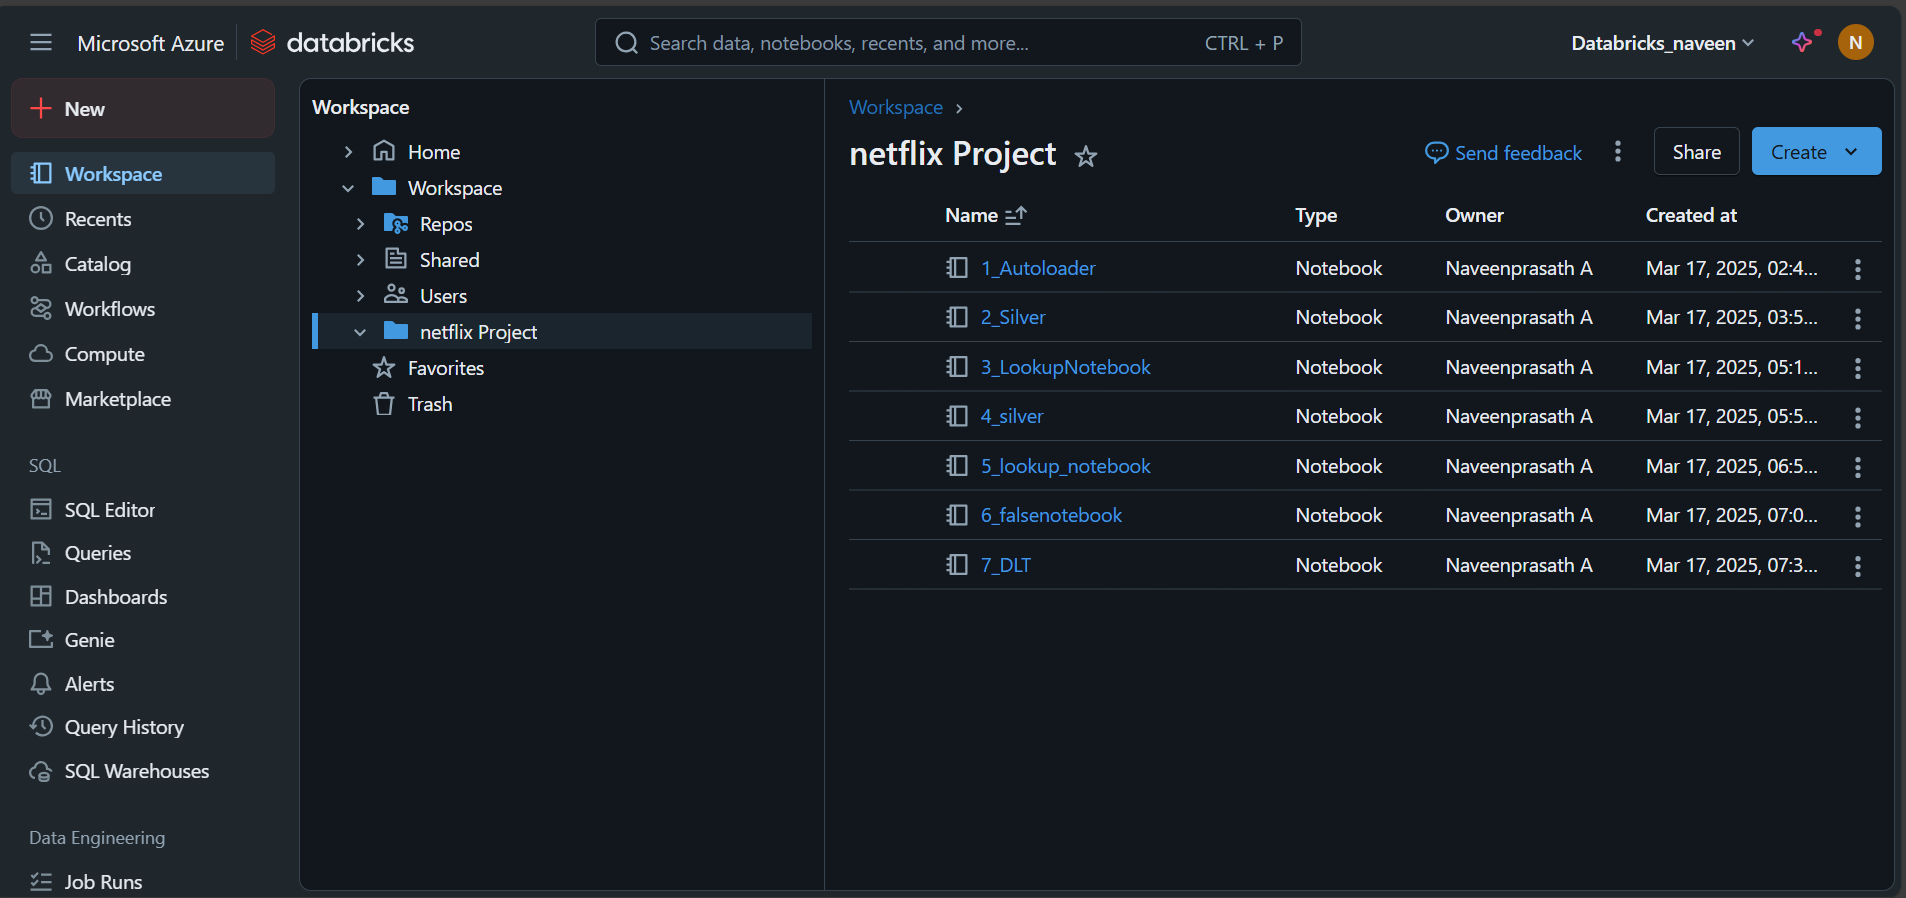 Microsoft Azure databricks
Search data, notebooks, recents, and more... CTRL + P
Databricks_naveen N
New
Workspace
Recents
Catalog
Workflows
Compute
Marketplace
SQL
SQL Editor
Queries
Dashboards
Genie
Alerts
Query History
SQL Warehouses
Data Engineering
Job Runs
Workspace
Home
Workspace
Repos
Shared
Users
netflix Project
Favorites
Trash
Workspace
netflix Project
Send feedback Share Create
Name Type Owner Created at
1_Autoloader Notebook Naveenprasath A Mar 17, 2025, 02:4...
2_Silver Notebook Naveenprasath A Mar 17, 2025, 03:5...
3_LookupNotebook Notebook Naveenprasath A Mar 17, 2025, 05:1...
4_silver Notebook Naveenprasath A Mar 17, 2025, 05:5...
5_lookup_notebook Notebook Naveenprasath A Mar 17, 2025, 06:5...
6_falsenotebook Notebook Naveenprasath A Mar 17, 2025, 07:0...
7_DLT Notebook Naveenprasath A Mar 17, 2025, 07:3...